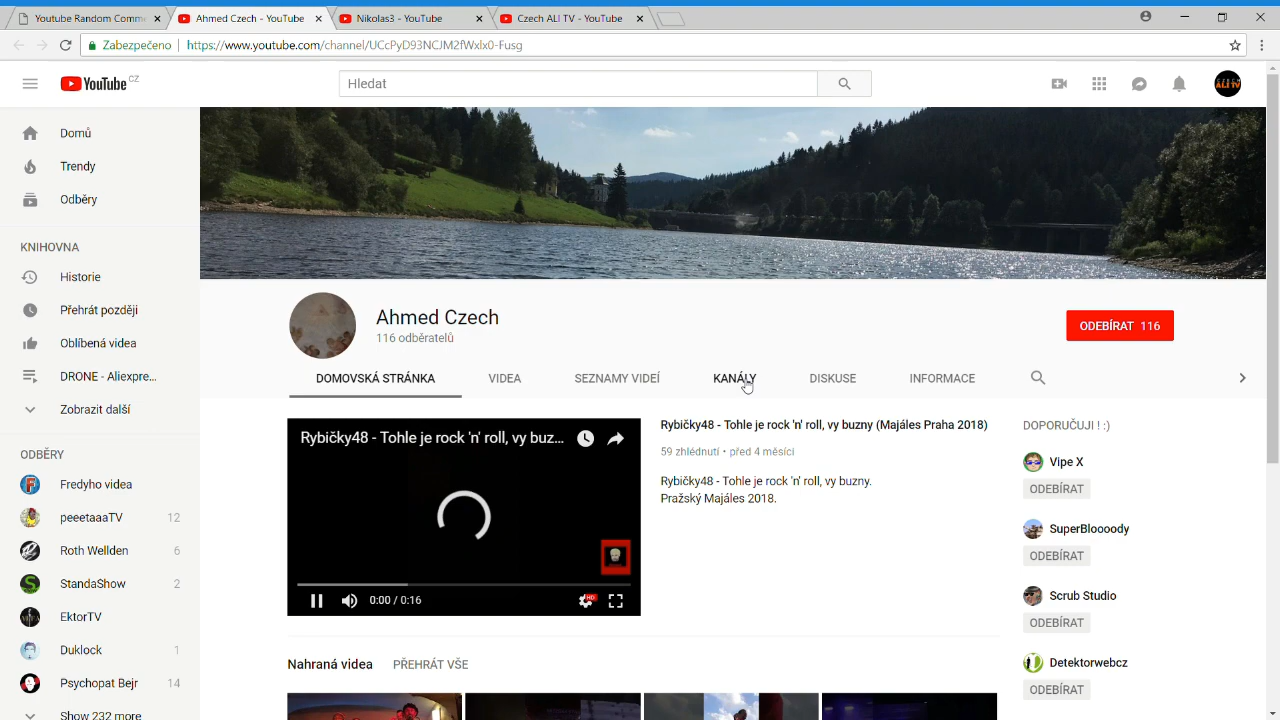 Youtube Random Comm
Ahmed Czech - YouTube
Nikolas3 - YouTube
Czech ALI TV - YouTube
Zabezpečeno
https://www.youtube.com/channel/UCcPyD93NCJM2fWxlx0-Fusg
YouTube CZ
Hledat
ALI TV
Domů
Trendy
Odběry
KNIHOVNA
Historie
Přehrát později
Oblíbená videa
DRONE - Aliexpre...
Zobrazit další
ODBĚRY
Fredyho videa
peeetaaaTV 12
Roth Wellden 6
StandaShow 2
EktorTV
Duklock 1
Psychopat Bejr 14
Show 232 more
Ahmed Czech
116 odběratelů
ODEBÍRAT 116
DOMOVSKÁ STRÁNKA
VIDEA
SEZNAMY VIDEÍ
KANÁLY
DISKUSE
INFORMACE
Rybičky48 - Tohle je rock 'n' roll, vy buz...
0:00 / 0:16
HD
Rybičky48 - Tohle je rock 'n' roll, vy buzny (Majáles Praha 2018)
59 zhlédnutí • před 4 měsíci
Rybičky48 - Tohle je rock 'n' roll, vy buzny.
Pražský Majáles 2018.
DOPORUČUJI ! :)
Vipe X
ODEBÍRAT
SuperBloooody
ODEBÍRAT
Scrub Studio
ODEBÍRAT
Detektorwebcz
ODEBÍRAT
Nahraná videa
PŘEHRÁT VŠE